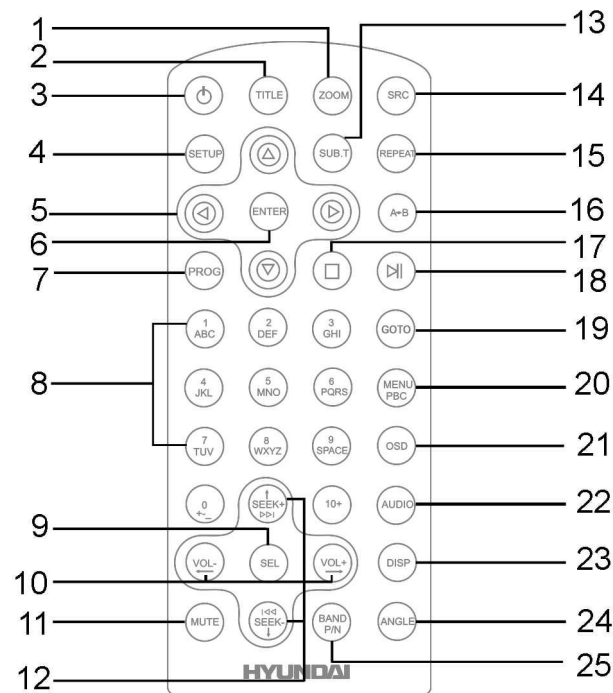 1
2
3
4
5
6
7
8
9
10
11
12
TITLE
ZOOM
SRC
SETUP
SUB.T
REPEAT
ENTER
A↔B
PROG
1
ABC
2
DEF
3
GHI
GOTO
4
JKL
5
MNO
6
PQRS
MENU
PBC
7
TUV
8
WXYZ
9
SPACE
OSD
0
+-_
SEEK+
10+
AUDIO
VOL-
SEL
VOL+
DISP
MUTE
SEEK-
BAND
P/N
ANGLE
HYUNDAI
13
14
15
16
17
18
19
20
21
22
23
24
25